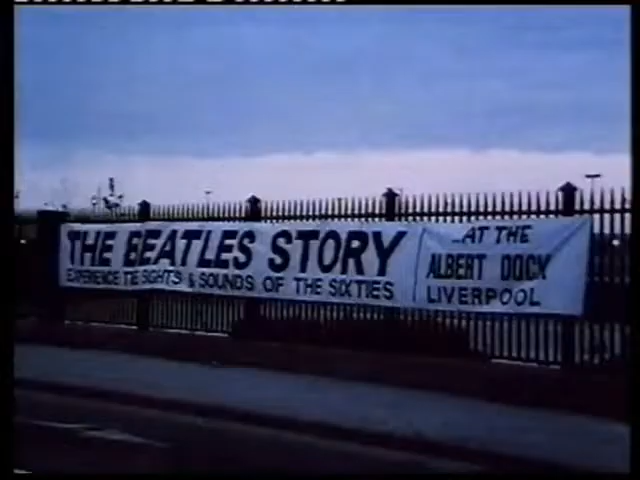 THE BEATLES STORY
EXPERIENCE THE SIGHTS & SOUNDS OF THE SIXTIES
...AT THE
ALBERT DOCK
LIVERPOOL